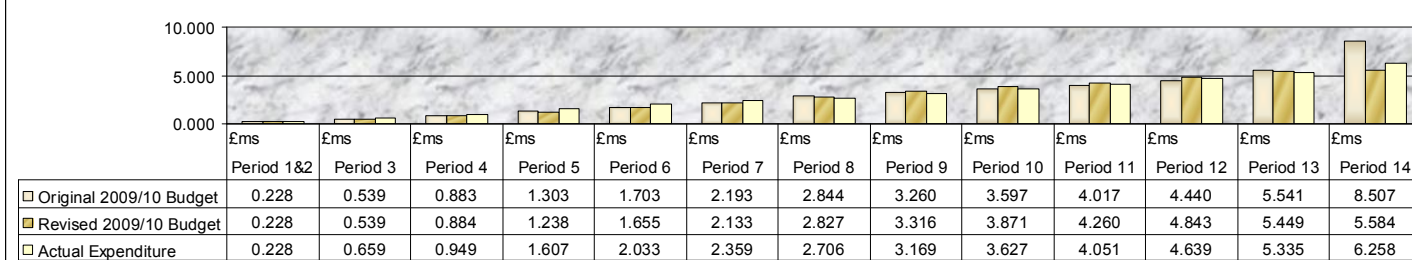 10.000
5.000
0.000
£ms £ms £ms £ms £ms £ms £ms £ms £ms £ms £ms £ms £ms
Period 1&2 Period 3 Period 4 Period 5 Period 6 Period 7 Period 8 Period 9 Period 10 Period 11 Period 12 Period 13 Period 14
Original 2009/10 Budget 0.228 0.539 0.883 1.303 1.703 2.193 2.844 3.260 3.597 4.017 4.440 5.541 8.507
Revised 2009/10 Budget 0.228 0.539 0.884 1.238 1.655 2.133 2.827 3.316 3.871 4.260 4.843 5.449 5.584
Actual Expenditure 0.228 0.659 0.949 1.607 2.033 2.359 2.706 3.169 3.627 4.051 4.639 5.335 6.258